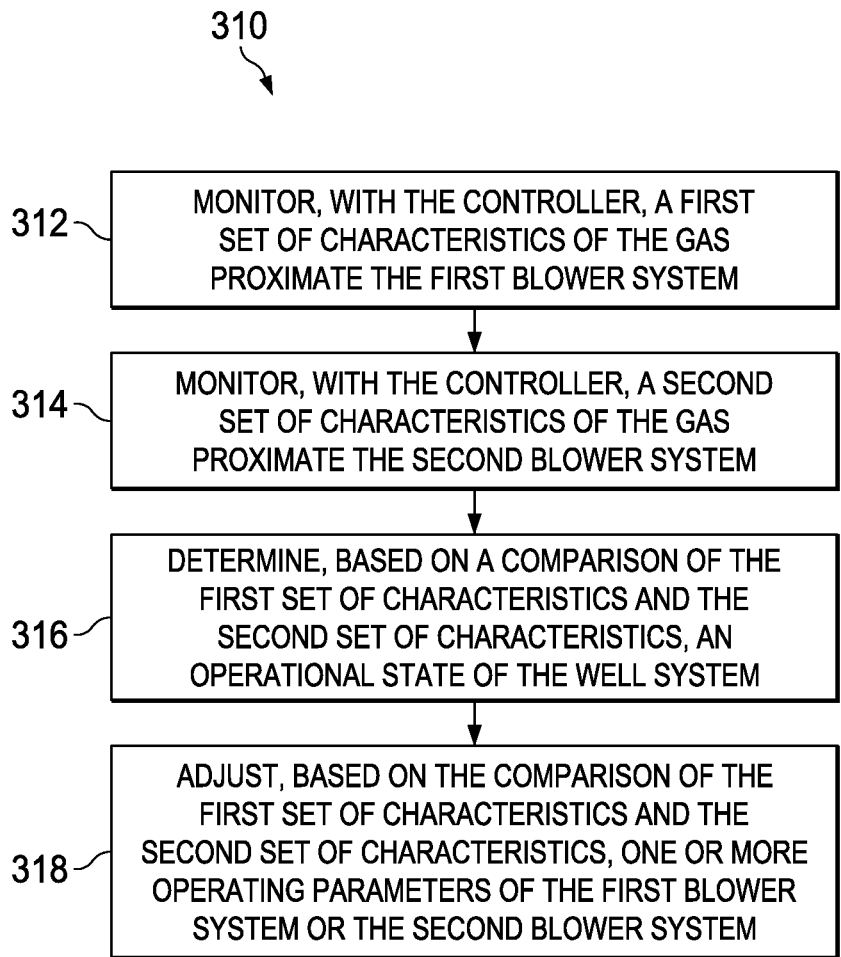 310
312
MONITOR, WITH THE CONTROLLER, A FIRST
SET OF CHARACTERISTICS OF THE GAS
PROXIMATE THE FIRST BLOWER SYSTEM
314
MONITOR, WITH THE CONTROLLER, A SECOND
SET OF CHARACTERISTICS OF THE GAS
PROXIMATE THE SECOND BLOWER SYSTEM
316
DETERMINE, BASED ON A COMPARISON OF THE
FIRST SET OF CHARACTERISTICS AND THE
SECOND SET OF CHARACTERISTICS, AN
OPERATIONAL STATE OF THE WELL SYSTEM
318
ADJUST, BASED ON THE COMPARISON OF THE
FIRST SET OF CHARACTERISTICS AND THE
SECOND SET OF CHARACTERISTICS, ONE OR MORE
OPERATING PARAMETERS OF THE FIRST BLOWER
SYSTEM OR THE SECOND BLOWER SYSTEM